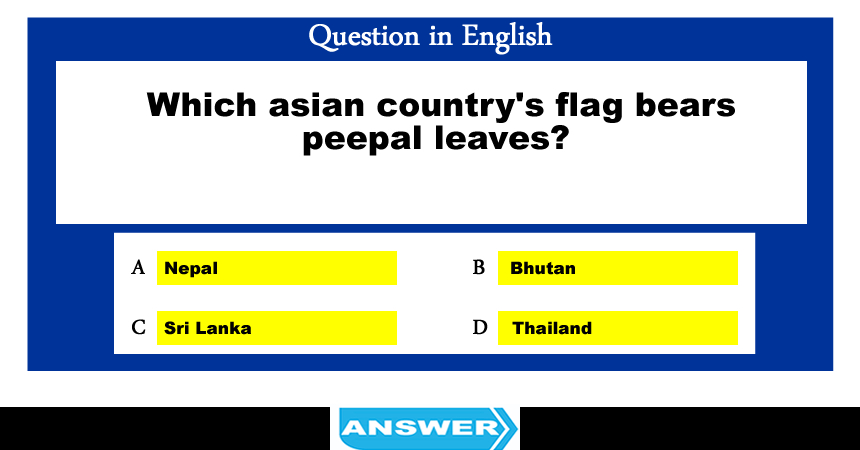 Question in English
Which asian country's flag bears
peepal leaves?
A Nepal
B Bhutan
C Sri Lanka
D Thailand
ANSWER